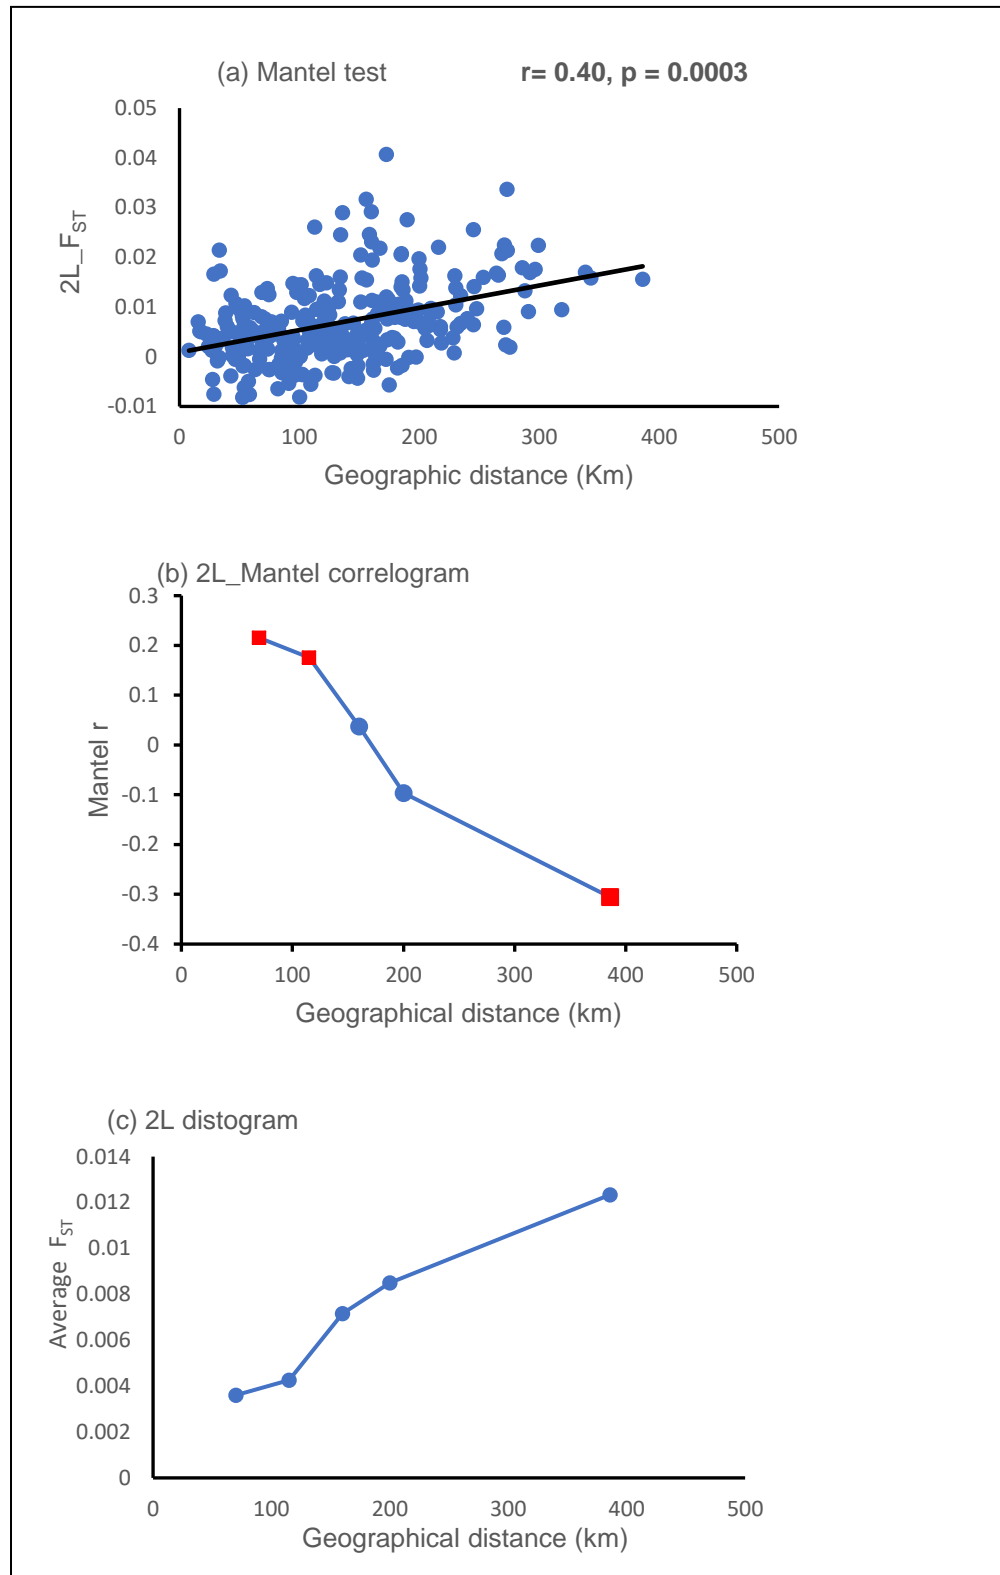 (a) Mantel test r= 0.40, p = 0.0003
0.05
0.04
0.03
0.02
0.01
0
-0.01
2L_FST
0 100 200 300 400 500
Geographic distance (Km)
(b) 2L_Mantel correlogram
0.3
0.2
0.1
0
-0.1
-0.2
-0.3
-0.4
Mantel r
0 100 200 300 400 500
Geographical distance (km)
(c) 2L distogram
0.014
0.012
0.01
0.008
0.006
0.004
0.002
0
Average FST
0 100 200 300 400 500
Geographical distance (km)